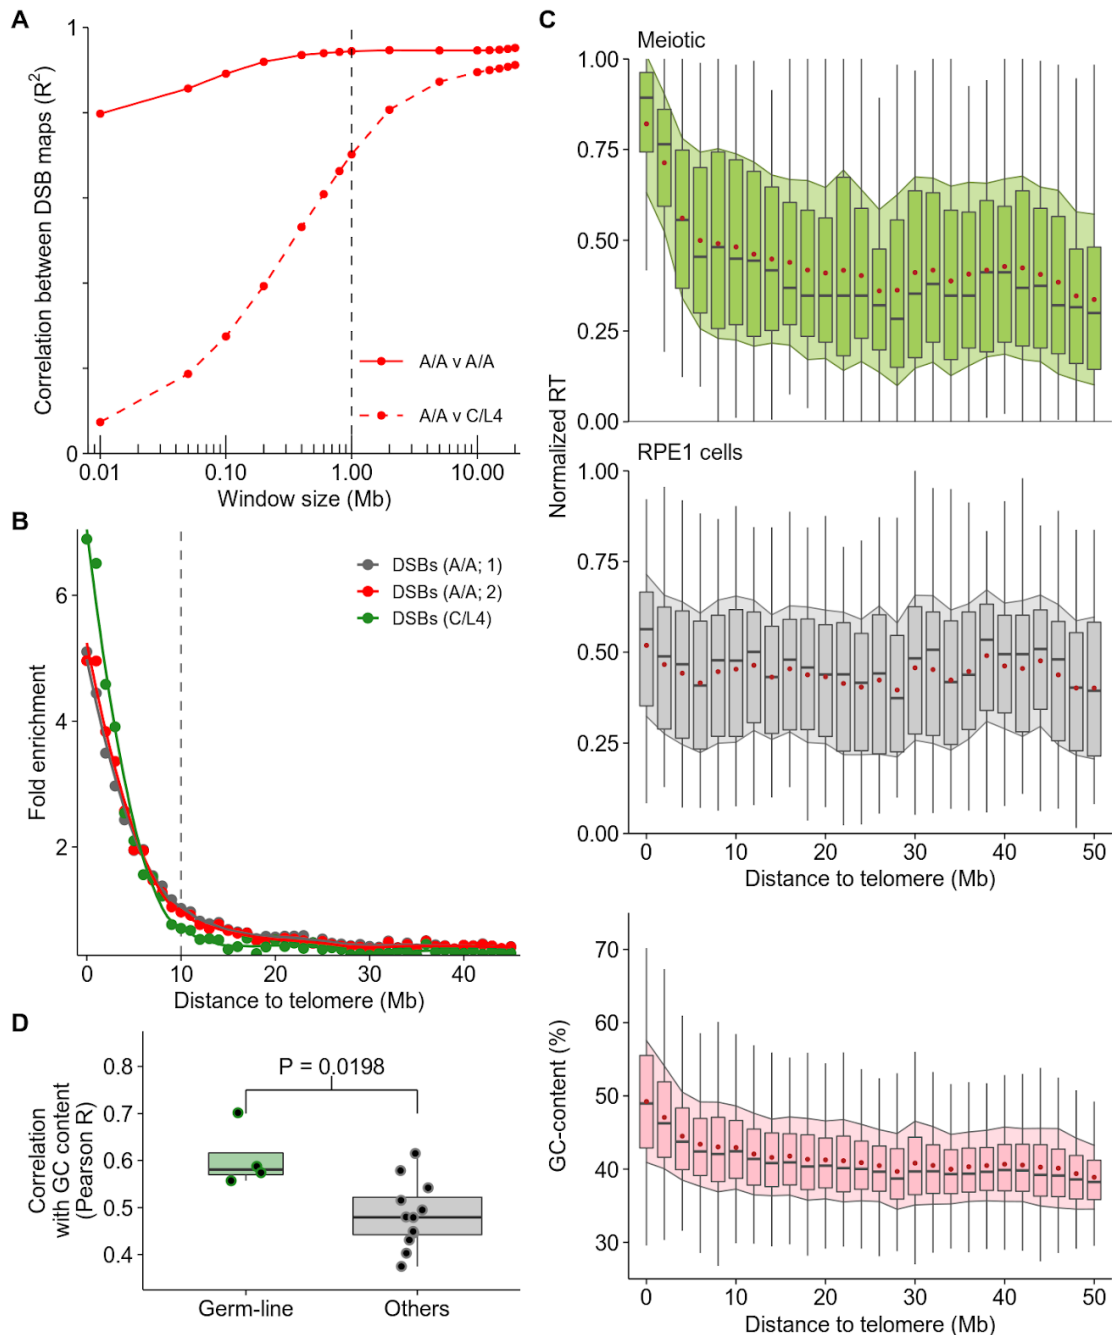 A
1
Correlation between DSB maps (R²)
A/A v A/A
A/A v C/L4
0
0.01
0.10
1.00
10.00
Window size (Mb)
B
DSBs (A/A; 1)
DSBs (A/A; 2)
DSBs (C/L4)
6
4
2
Fold enrichment
0
10
20
30
40
Distance to telomere (Mb)
C
Meiotic
1.00
0.75
0.50
0.25
0.00
Normalized RT
RPE1 cells
1.00
0.75
0.50
0.25
0.00
0
10
20
30
40
50
Distance to telomere (Mb)
70
60
50
40
30
GC-content (%)
0
10
20
30
40
50
Distance to telomere (Mb)
D
P = 0.0198
0.8
0.7
0.6
0.5
0.4
Correlation
with GC content
(Pearson R)
Germ-line
Others